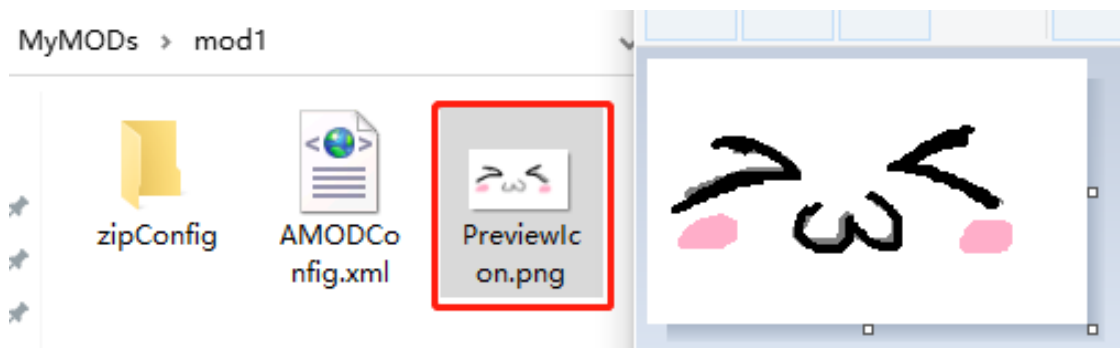 MyMODs > mod1
zipConfig
AMODCo
nfig.xml
PreviewIc
on.png